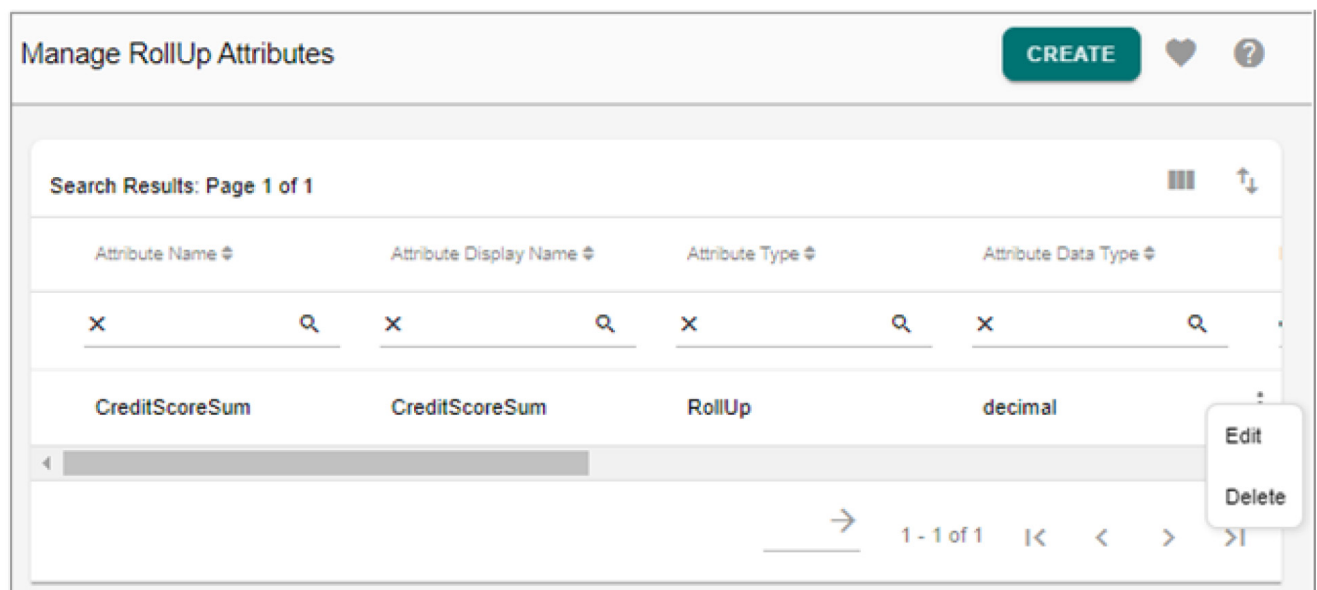 Manage RollUp Attributes CREATE
Search Results: Page 1 of 1
Attribute Name Attribute Display Name Attribute Type Attribute Data Type
CreditScoreSum CreditScoreSum RollUp decimal
Edit
Delete
1 - 1 of 1